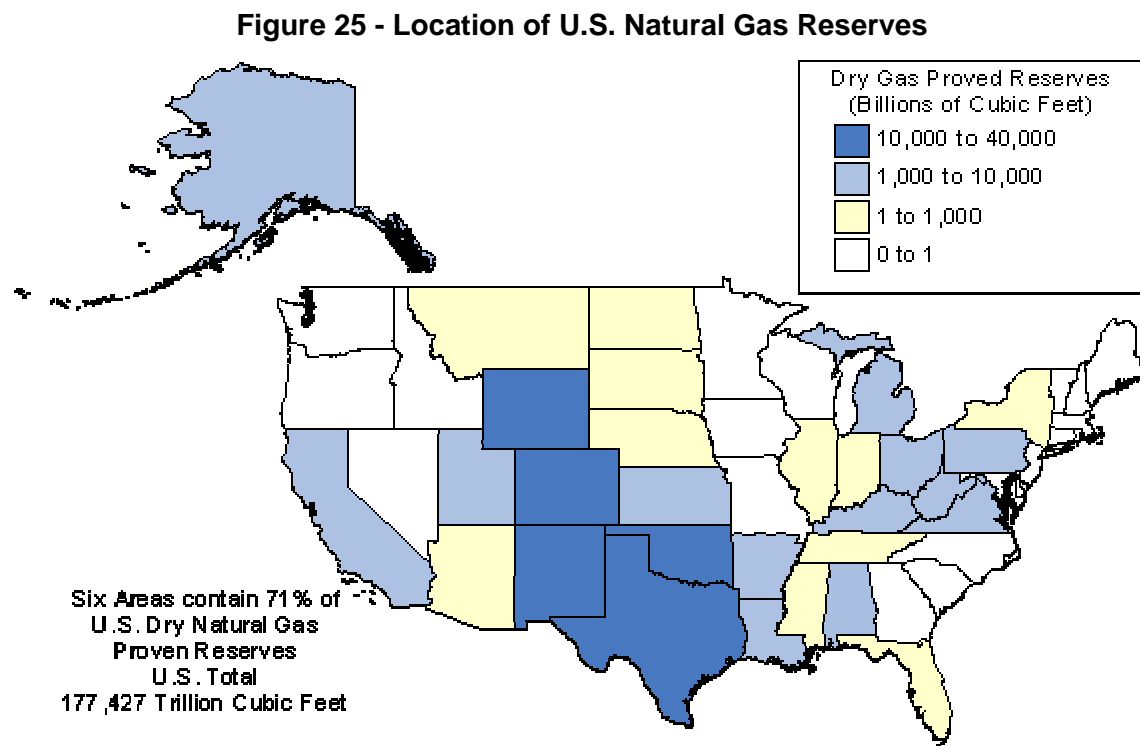 Figure 25 - Location of U.S. Natural Gas Reserves
Dry Gas Proved Reserves
(Billions of Cubic Feet)
10,000 to 40,000
1,000 to 10,000
1 to 1,000
0 to 1
Six Areas contain 71% of
U.S. Dry Natural Gas
Proven Reserves
U.S. Total
177,427 Trillion Cubic Feet